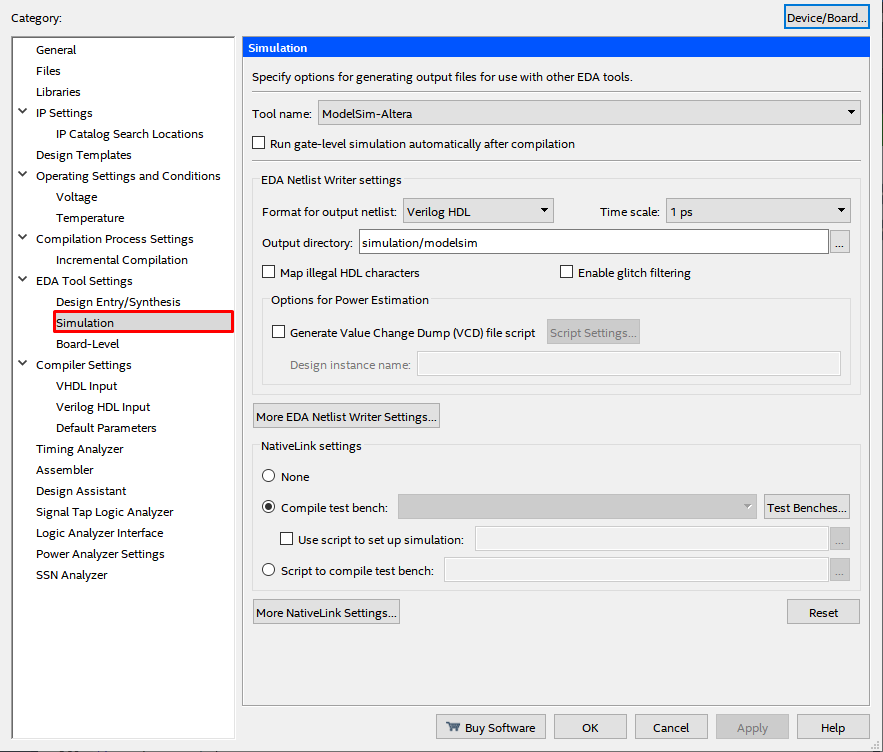 Category:
Device/Board...
General
Files
Libraries
IP Settings
IP Catalog Search Locations
Design Templates
Operating Settings and Conditions
Voltage
Temperature
Compilation Process Settings
Incremental Compilation
EDA Tool Settings
Design Entry/Synthesis
Simulation
Board-Level
Compiler Settings
VHDL Input
Verilog HDL Input
Default Parameters
Timing Analyzer
Assembler
Design Assistant
Signal Tap Logic Analyzer
Logic Analyzer Interface
Power Analyzer Settings
SSN Analyzer
Simulation
Specify options for generating output files for use with other EDA tools.
Tool name: ModelSim-Altera
Run gate-level simulation automatically after compilation
EDA Netlist Writer settings
Format for output netlist: Verilog HDL Time scale: 1 ps
Output directory: simulation/modelsim ...
Map illegal HDL characters Enable glitch filtering
Options for Power Estimation
Generate Value Change Dump (VCD) file script Script Settings...
Design instance name:
More EDA Netlist Writer Settings...
NativeLink settings
None
Compile test bench: Test Benches...
Use script to set up simulation: ...
Script to compile test bench: ...
More NativeLink Settings... Reset
Buy Software OK Cancel Apply Help